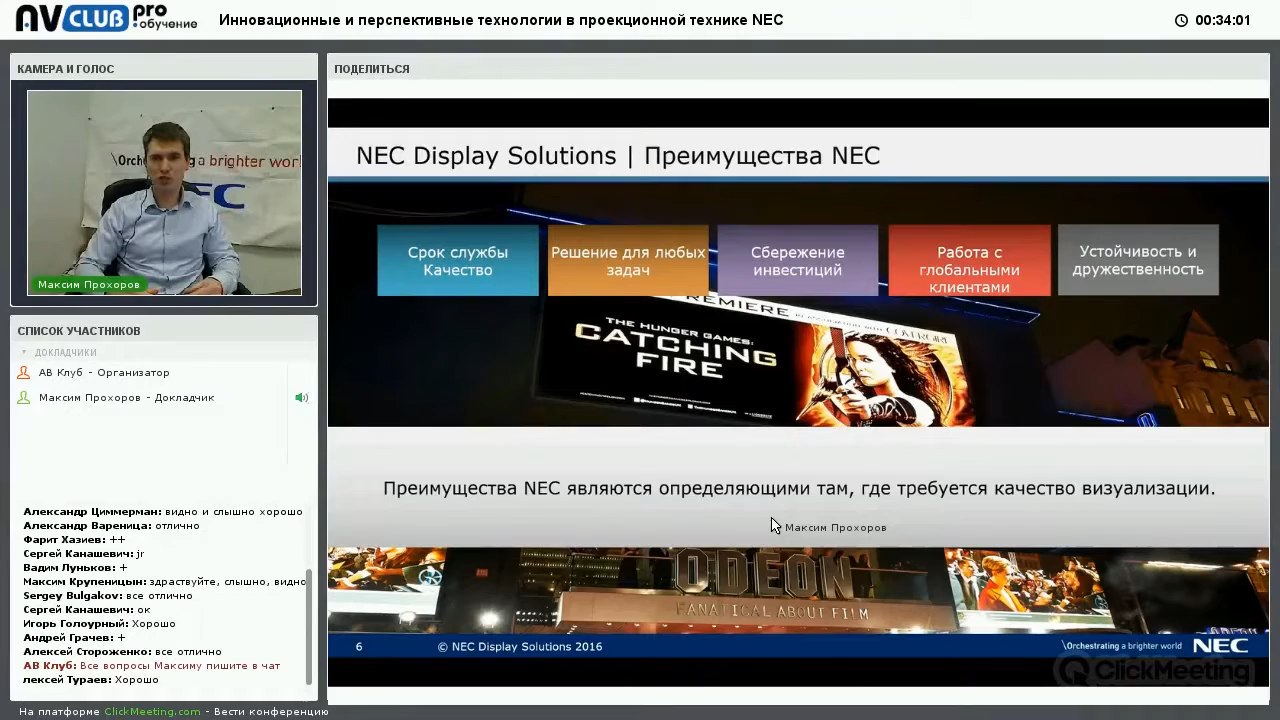 AV CLUB pro
:обучение
Инновационные и перспективные технологии в проекционной технике NEC
00:34:01
КАМЕРА И ГОЛОС
\Orchestrating a brighter worl
NEC
Максим Прохоров
СПИСОК УЧАСТНИКОВ
ДОКЛАДЧИКИ
АВ Клуб - Организатор
Максим Прохоров - Докладчик
Александр Циммерман: видно и слышно хорошо
Александр Вареница: отлично
Фарит Хазиев: ++
Сергей Канашевич: jr
Вадим Луньков: +
Максим Крупеницын: здраствуйте, слышно, видно
Sergey Bulgakov: все отлично
Сергей Канашевич: ок
Игорь Голоурный: Хорошо
Андрей Грачев: +
Алексей Стороженко: все отлично
АВ Клуб: Все вопросы Максиму пишите в чат
лексей Тураев: Хорошо
На платформе ClickMeeting.com - Вести конференцию
ПОДЕЛИТЬСЯ
NEC Display Solutions | Преимущества NEC
Срок службы
Качество
Решение для любых
задач
Сбережение
инвестиций
Работа с
глобальными
клиентами
Устойчивость и
дружественность
PREMIERE
COVERGIRL
THE HUNGER GAMES:
CATCHING
FIRE
Преимущества NEC являются определяющими там, где требуется качество визуализации.
Максим Прохоров
ODEON
FANATICAL ABOUT FILM
6
© NEC Display Solutions 2016
\Orchestrating a brighter world
NEC
ClickMeeting